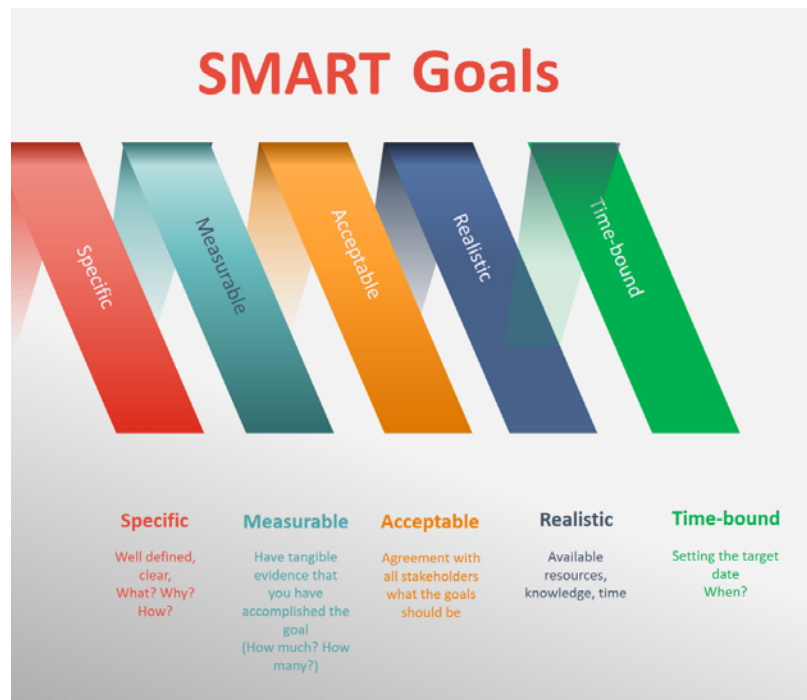 SMART Goals
Specific
Measurable
Acceptable
Realistic
Time-bound
Specific
Well defined,
clear,
What? Why?
How?
Measurable
Have tangible
evidence that
you have
accomplished the
goal
(How much? How
many?)
Acceptable
Agreement with
all stakeholders
what the goals
should be
Realistic
Available
resources,
knowledge, time
Time-bound
Setting the target
date
When?